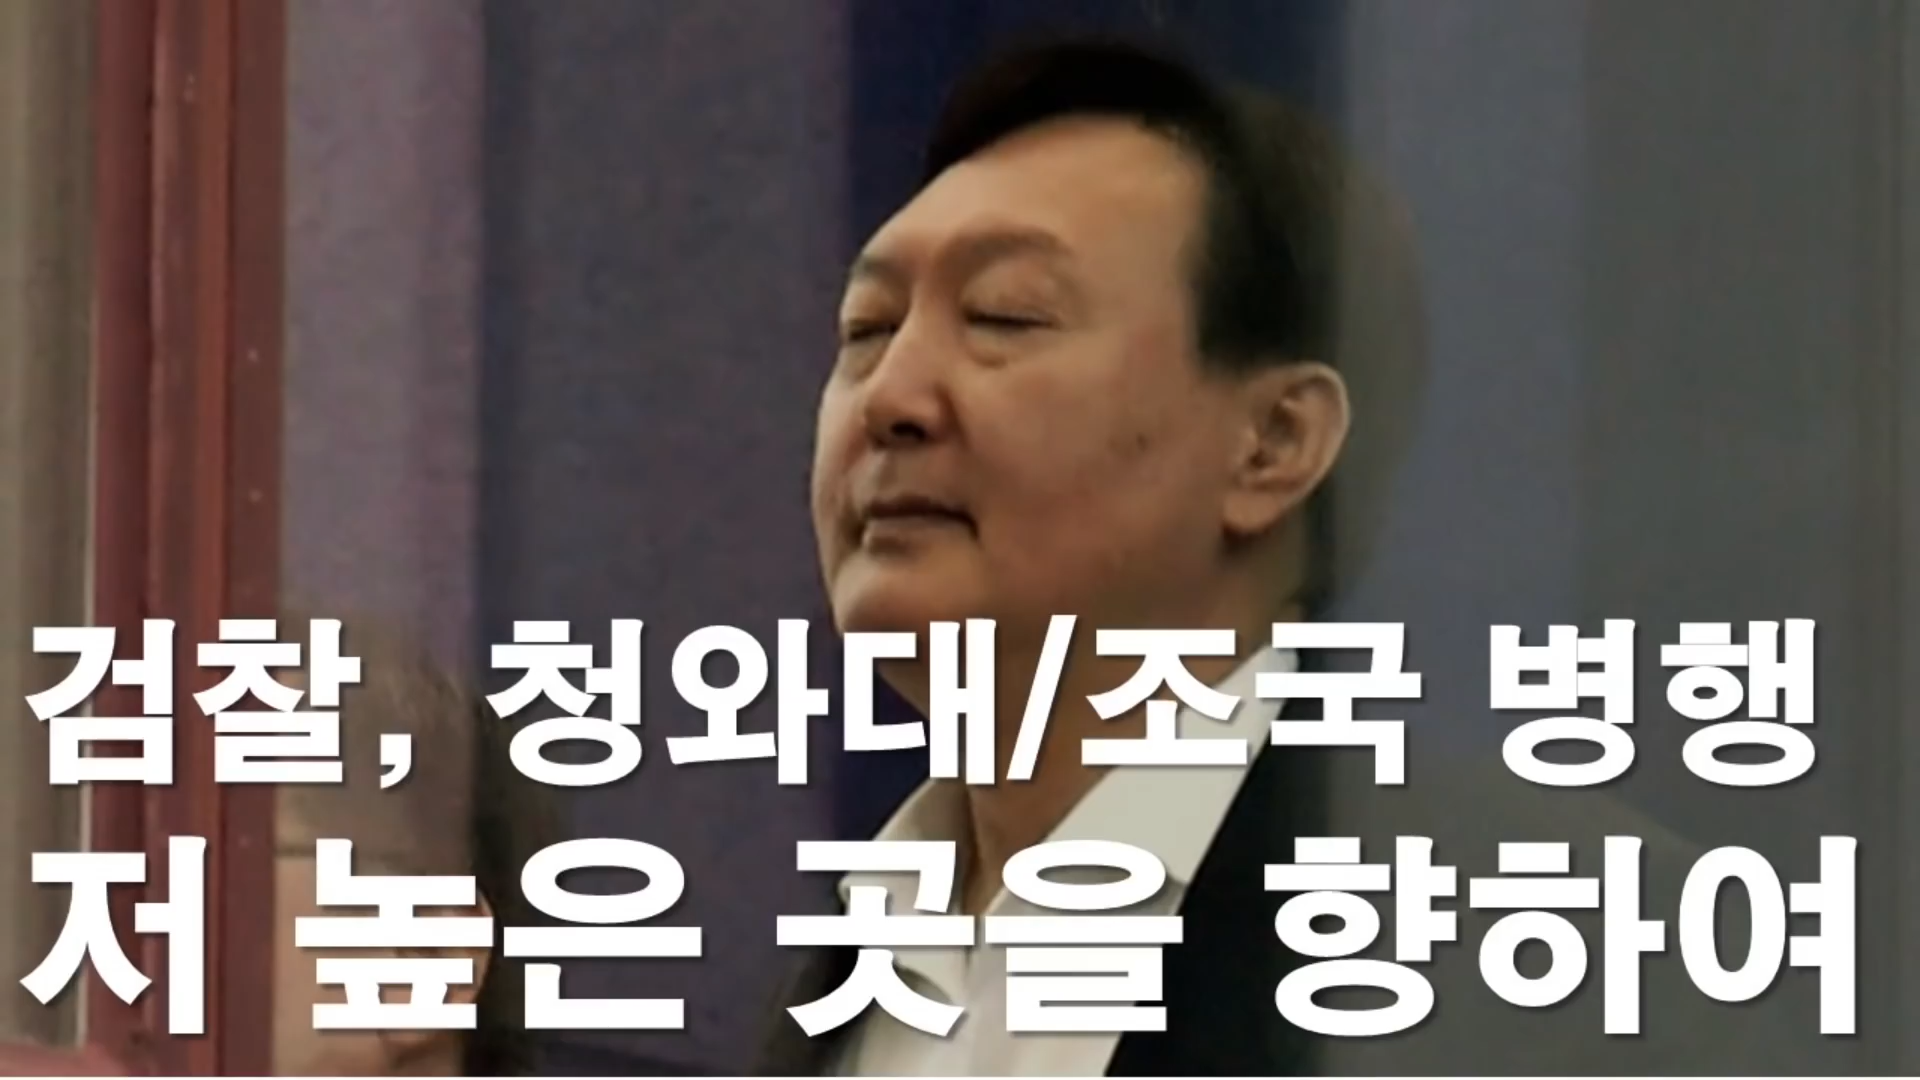 검찰, 청와대/조국 병행
저 높은 곳을 향하여